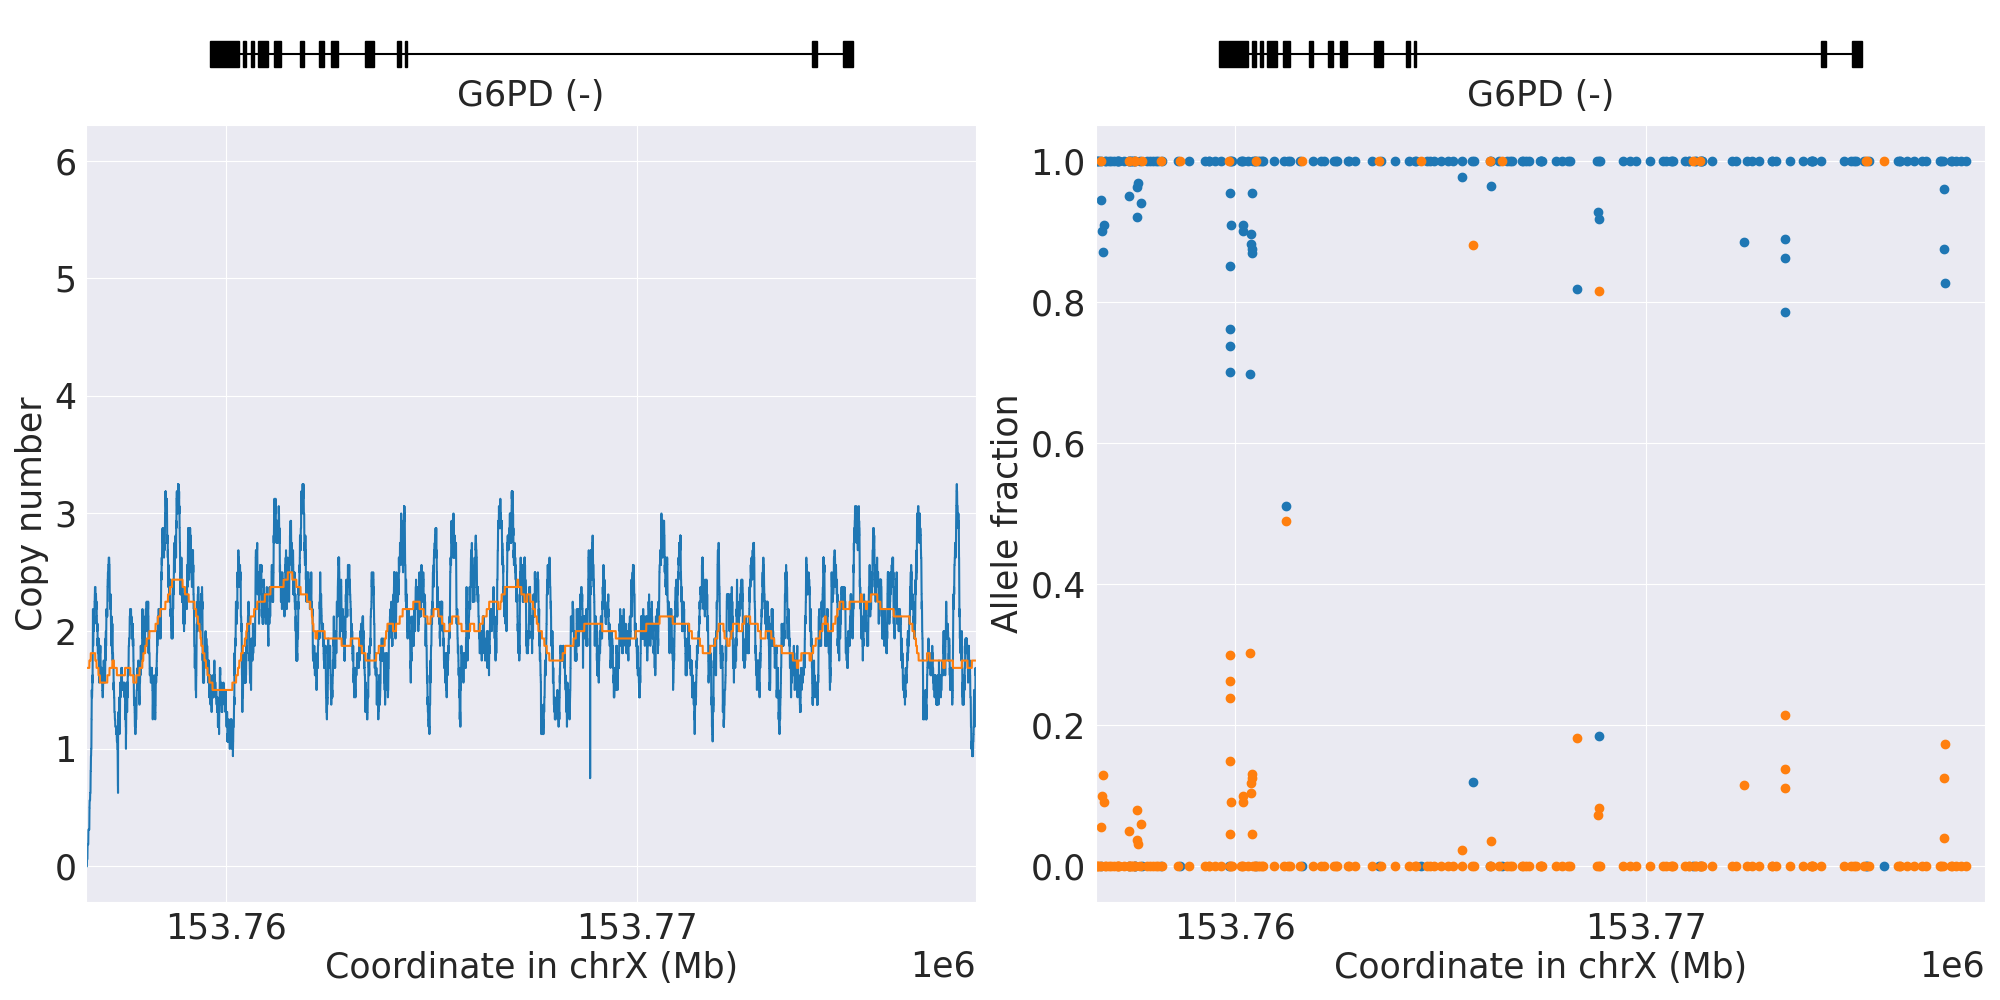 G6PD (-)
G6PD (-)
Copy number
6
5
4
3
2
1
0
153.76
153.77
Coordinate in chrX (Mb)
1e6
Allele fraction
1.0
0.8
0.6
0.4
0.2
0.0
153.76
153.77
Coordinate in chrX (Mb)
1e6